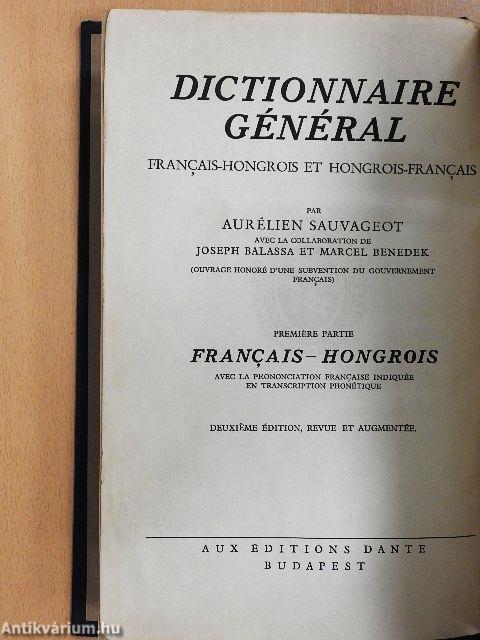 DICTIONNAIRE
GÉNÉRAL
FRANÇAIS-HONGROIS ET HONGROIS-FRANÇAIS
PAR
AURÉLIEN SAUVAGEOT
AVEC LA COLLABORATION DE
JOSEPH BALASSA ET MARCEL BENEDEK
(OUVRAGE HONORÉ D'UNE SUBVENTION DU GOUVERNEMENT
FRANÇAIS)
PREMIÈRE PARTIE
FRANÇAIS–HONGROIS
AVEC LA PRONONCIATION FRANÇAISE INDIQUÉE
EN TRANSCRIPTION PHONÉTIQUE
DEUXIÈME ÉDITION, REVUE ET AUGMENTÉE.
AUX ÉDITIONS DANTE
BUDAPEST
Antikvárium.hu